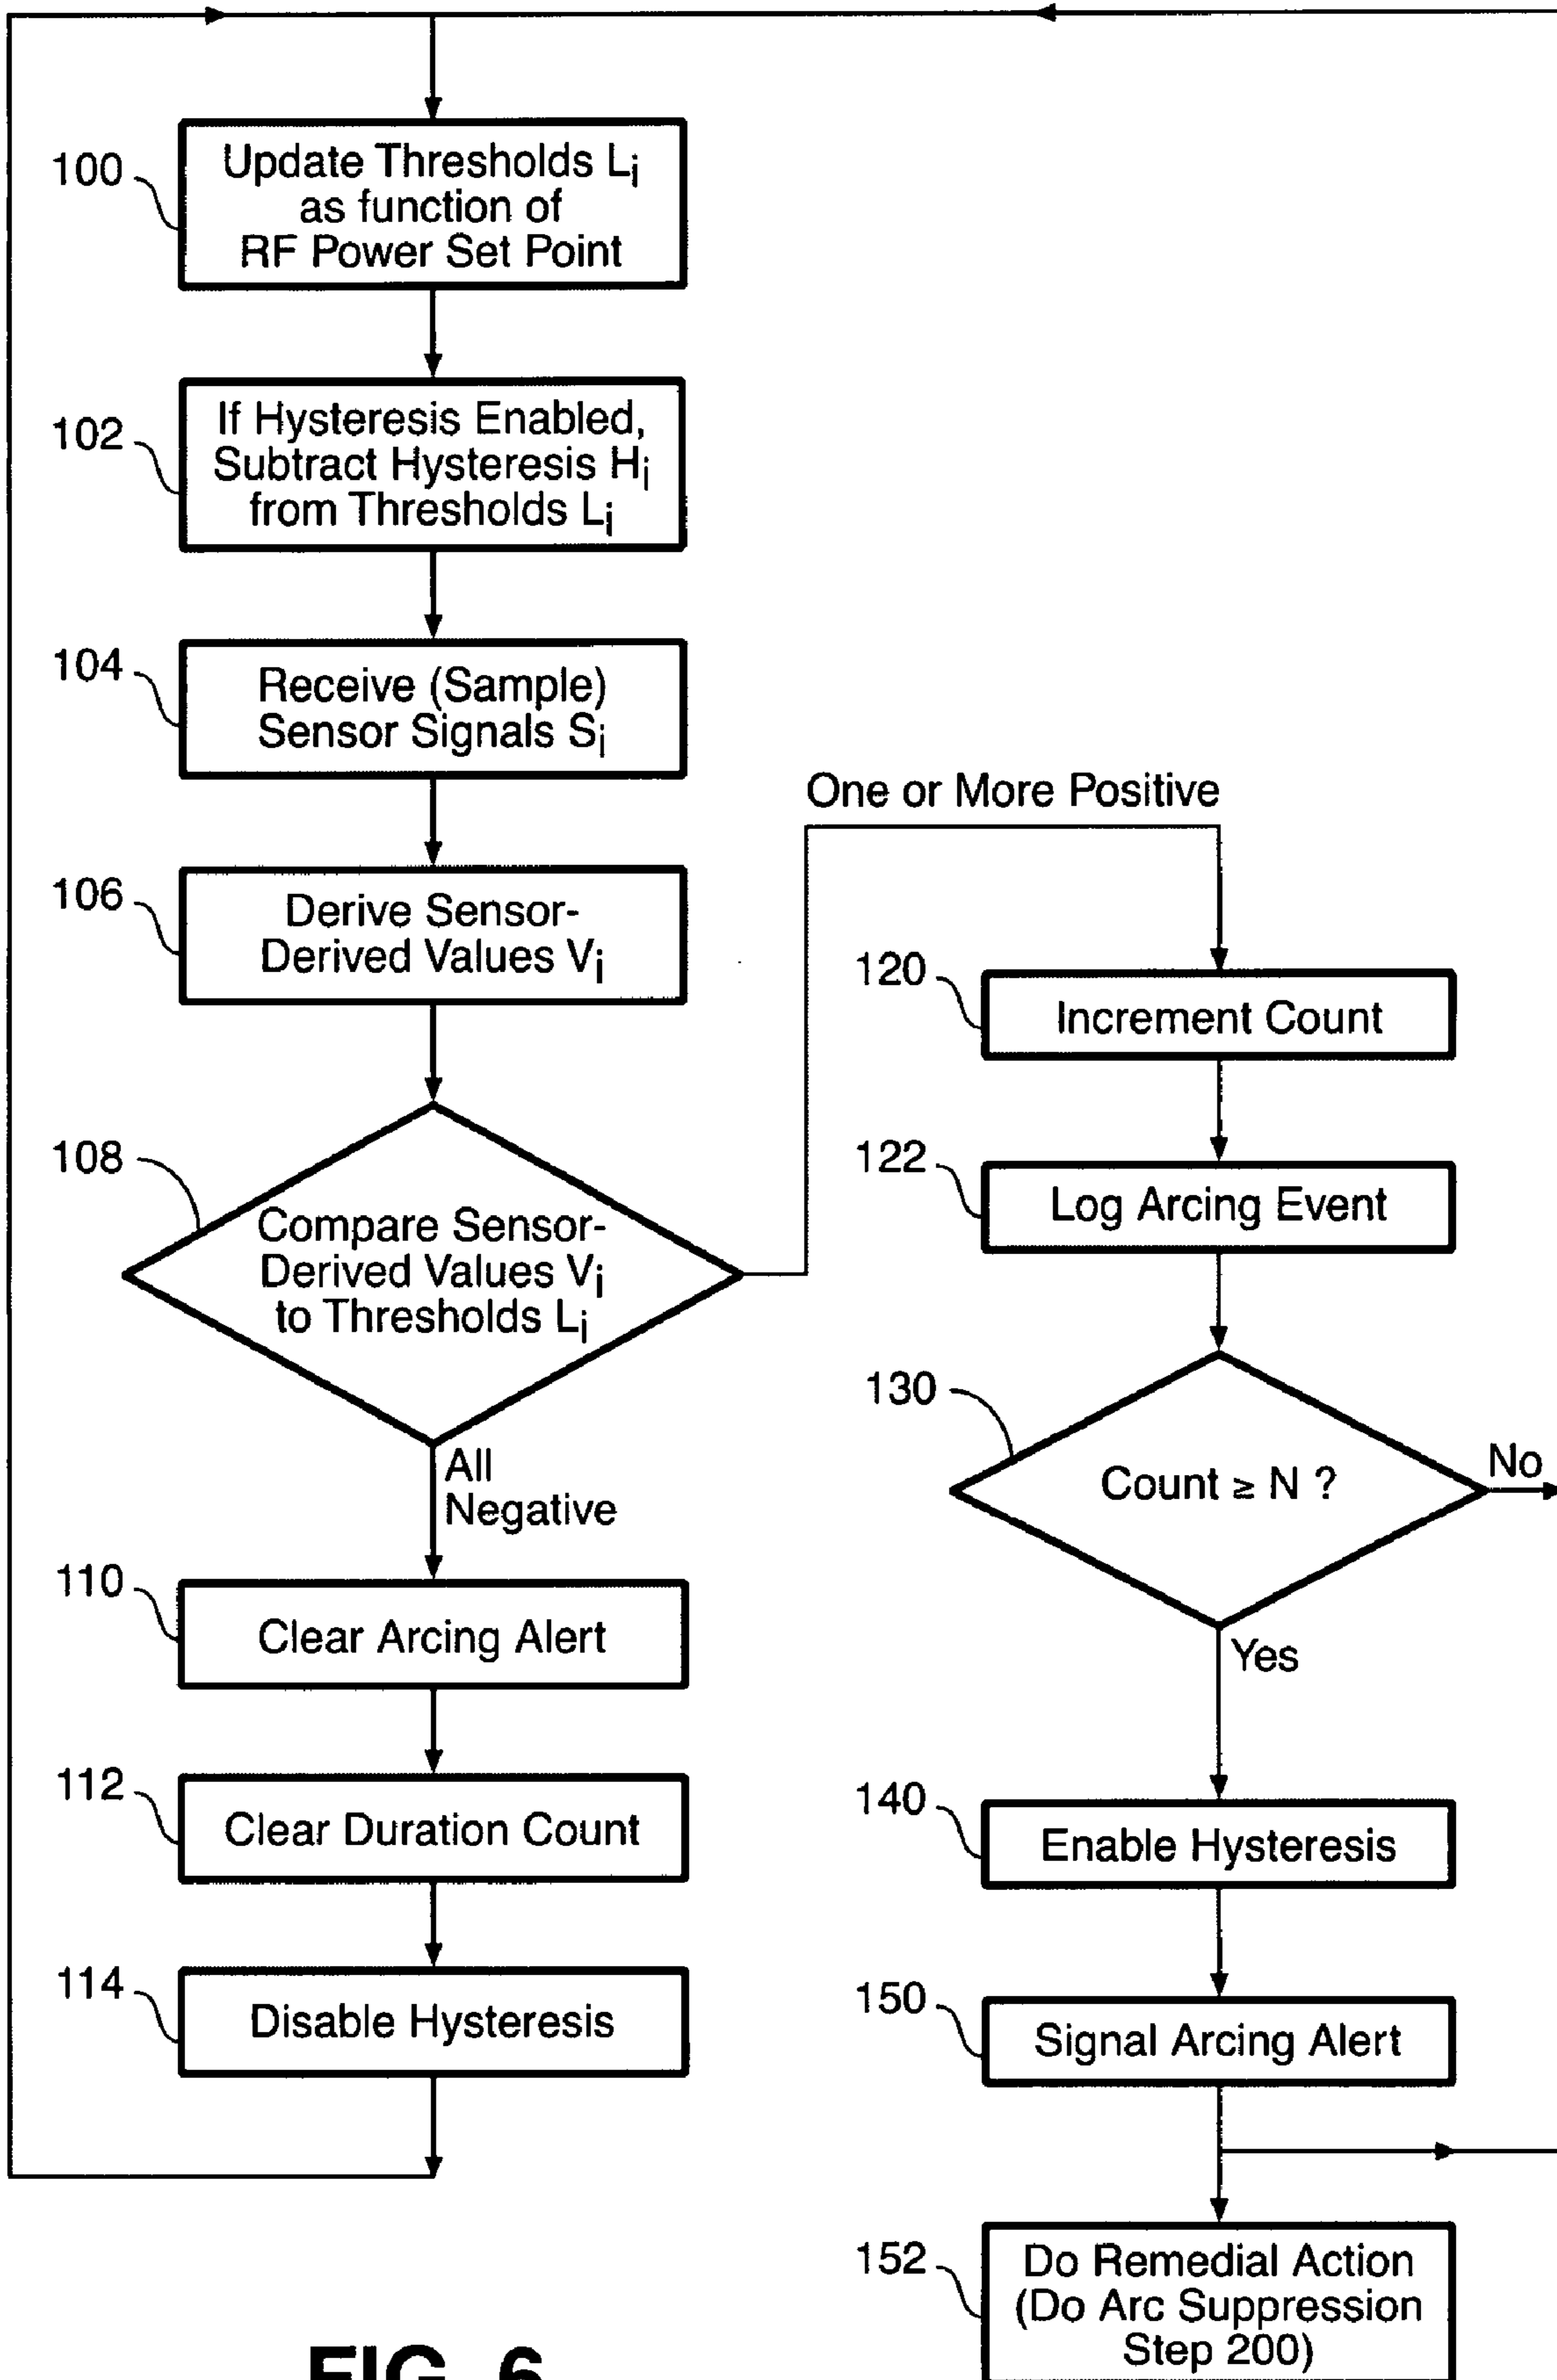 100
Update Thresholds Li
as function of
RF Power Set Point
102
If Hysteresis Enabled,
Subtract Hysteresis Hi
from Thresholds Li
104
Receive (Sample)
Sensor Signals Si
106
Derive Sensor-
Derived Values Vi
108
Compare Sensor-
Derived Values Vi
to Thresholds Li
All
Negative
110
Clear Arcing Alert
112
Clear Duration Count
114
Disable Hysteresis
One or More Positive
120
Increment Count
122
Log Arcing Event
130
Count ≥ N ?
No
Yes
140
Enable Hysteresis
150
Signal Arcing Alert
152
Do Remedial Action
(Do Arc Suppression
Step 200)
FIG. 6